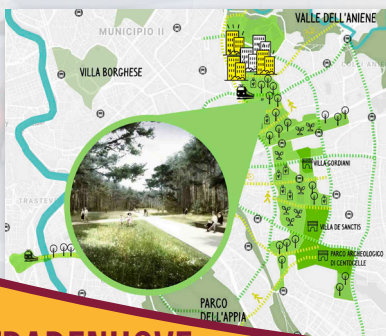 VALLE DELL'ANIENE
MUNICIPIO II
VILLA BORGHESE
VILLA GORDIANI
TRASTEVE
VILLA DE SANCTIS
PARCO ARCHEOLOGICO
DI CENTOCELLE
PARCO
DELL'APPIA